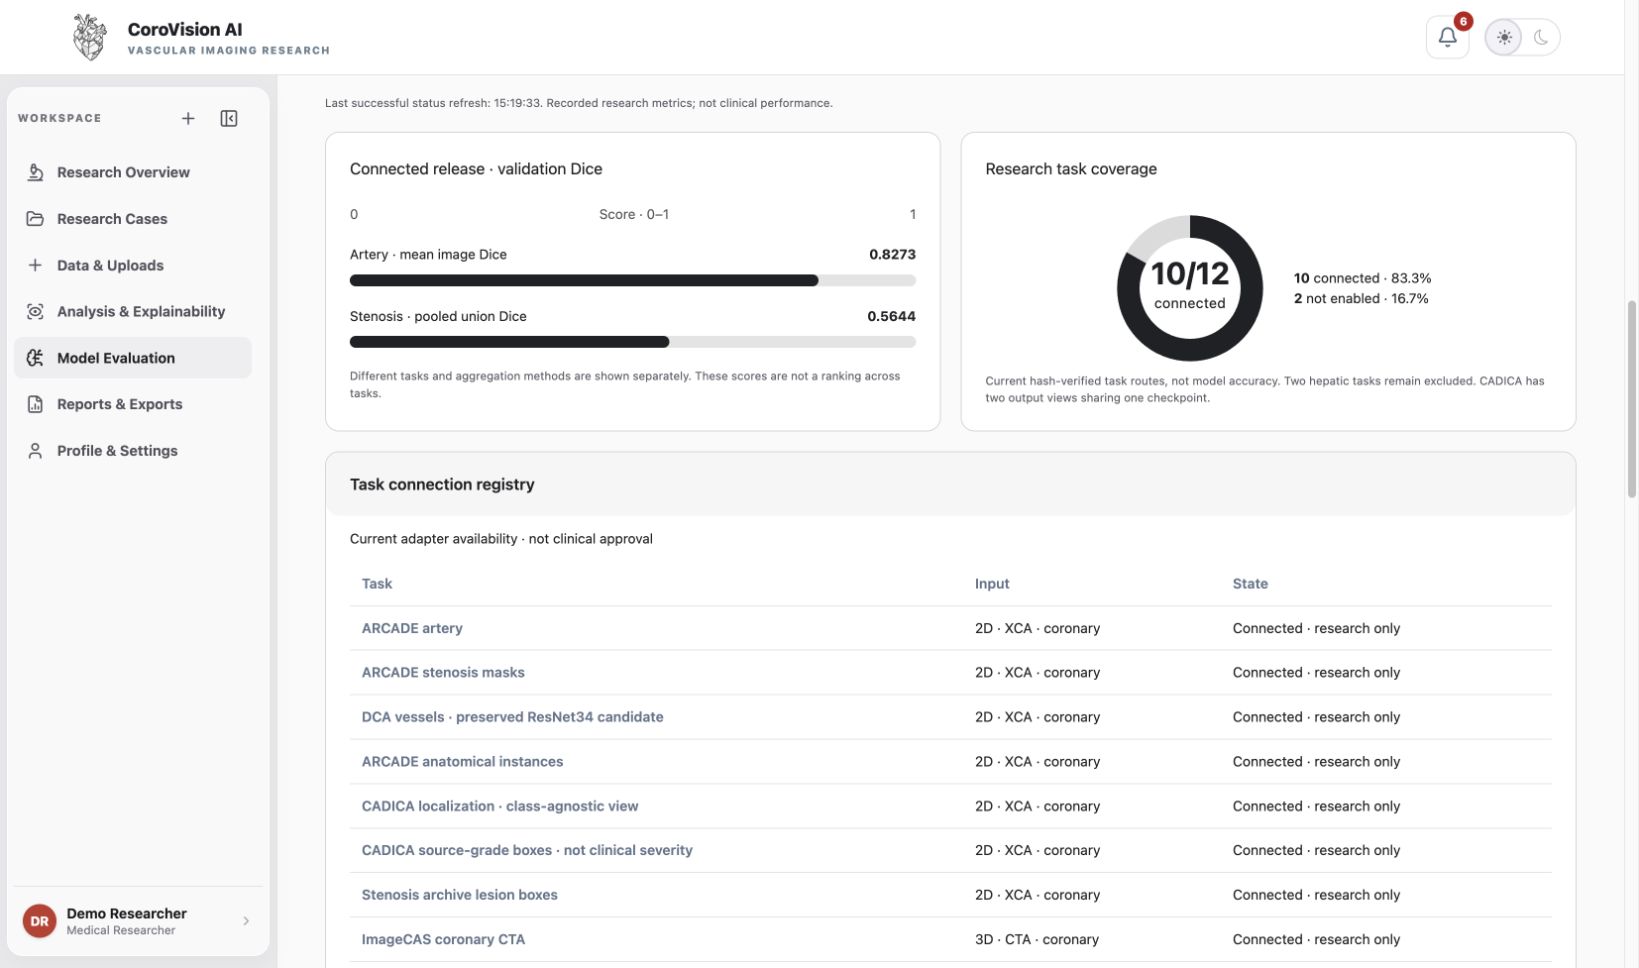 CoroVision AI
VASCULAR IMAGING RESEARCH
6
WORKSPACE
Research Overview
Research Cases
Data & Uploads
Analysis & Explainability
Model Evaluation
Reports & Exports
Profile & Settings
DR
Demo Researcher
Medical Researcher
Last successful status refresh: 15:19:33. Recorded research metrics; not clinical performance.
Connected release · validation Dice
0 Score · 0–1 1
Artery · mean image Dice 0.8273
Stenosis · pooled union Dice 0.5644
Different tasks and aggregation methods are shown separately. These scores are not a ranking across
tasks.
Research task coverage
10/12
connected
10 connected · 83.3%
2 not enabled · 16.7%
Current hash-verified task routes, not model accuracy. Two hepatic tasks remain excluded. CADICA has
two output views sharing one checkpoint.
Task connection registry
Current adapter availability · not clinical approval
Task Input State
ARCADE artery 2D · XCA · coronary Connected · research only
ARCADE stenosis masks 2D · XCA · coronary Connected · research only
DCA vessels · preserved ResNet34 candidate 2D · XCA · coronary Connected · research only
ARCADE anatomical instances 2D · XCA · coronary Connected · research only
CADICA localization · class-agnostic view 2D · XCA · coronary Connected · research only
CADICA source-grade boxes · not clinical severity 2D · XCA · coronary Connected · research only
Stenosis archive lesion boxes 2D · XCA · coronary Connected · research only
ImageCAS coronary CTA 3D · CTA · coronary Connected · research only